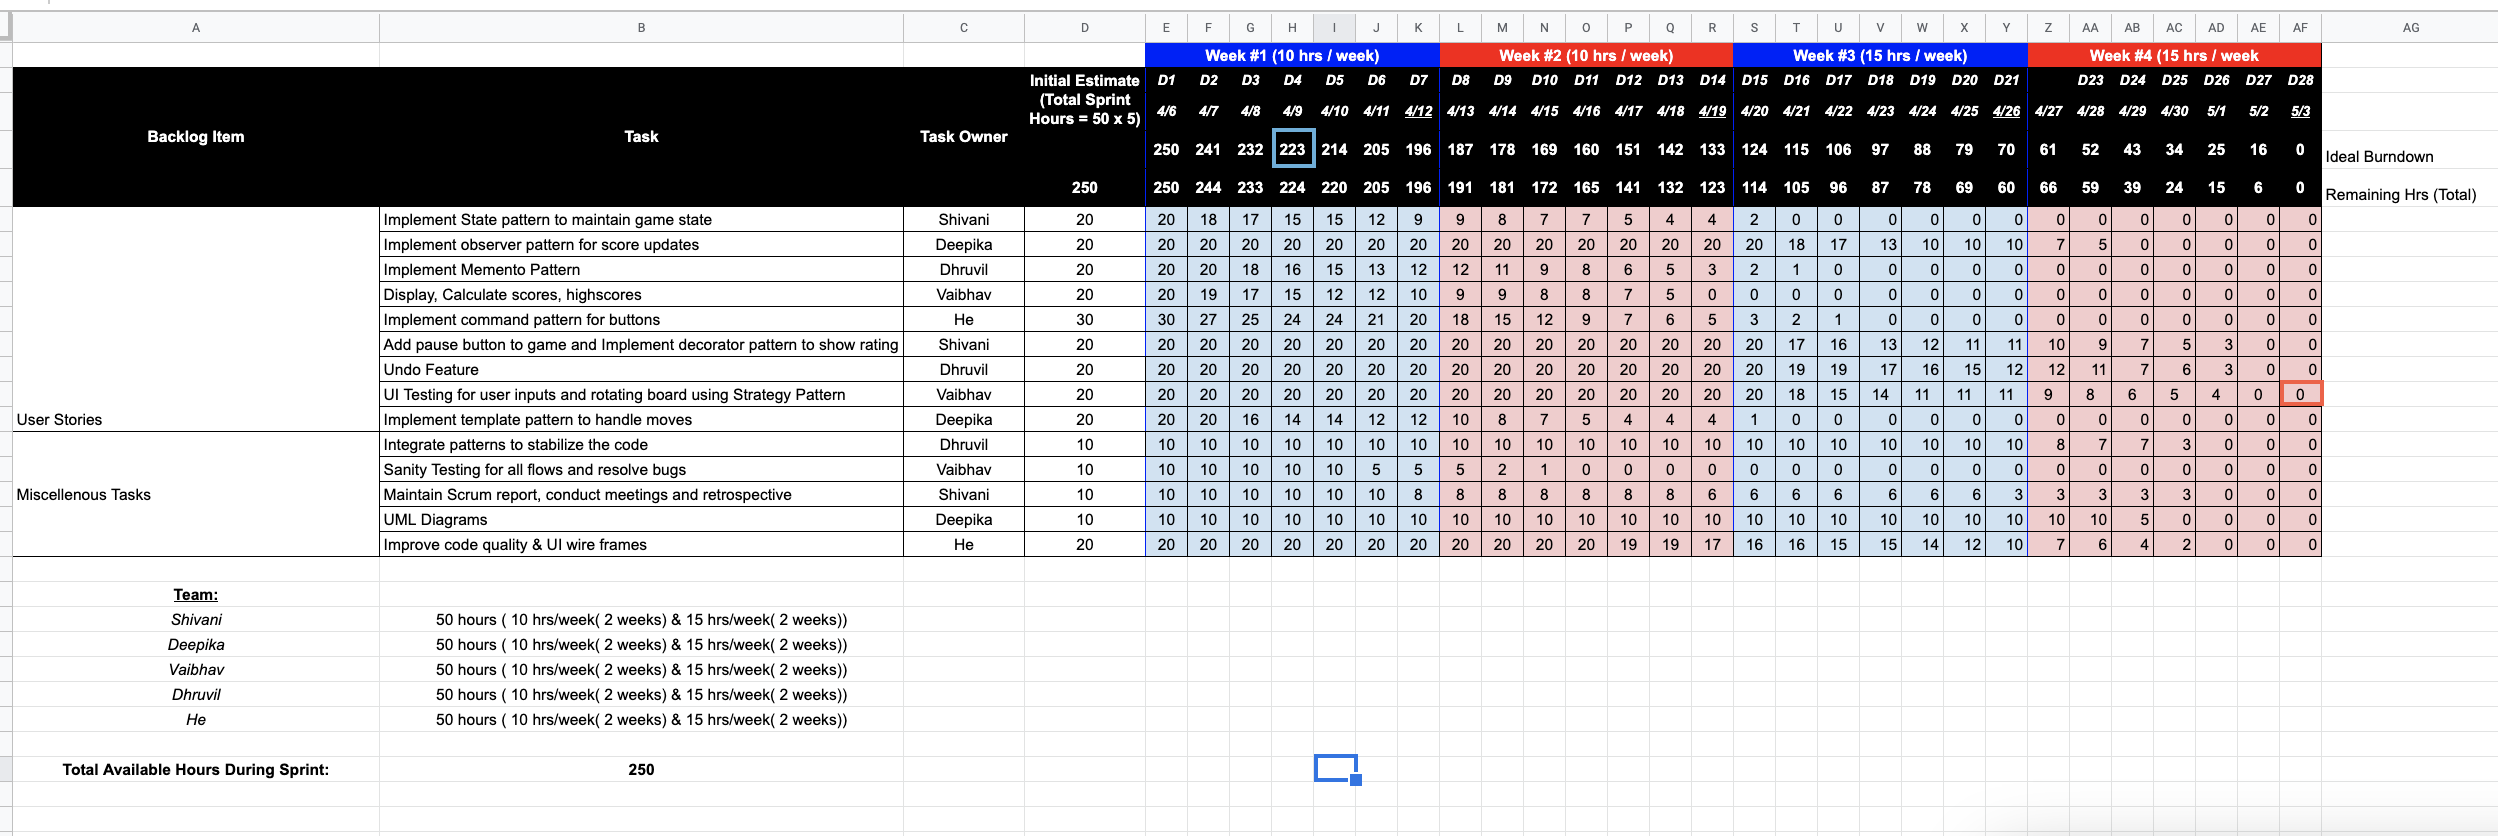 A B C D E F G H I J K L M N O P Q R S T U V W X Y Z AA AB AC AD AE AF AG
Week #1 (10 hrs / week) Week #2 (10 hrs / week) Week #3 (15 hrs / week) Week #4 (15 hrs / week
Backlog Item Task Task Owner Initial Estimate (Total Sprint Hours = 50 x 5) D1 D2 D3 D4 D5 D6 D7 D8 D9 D10 D11 D12 D13 D14 D15 D16 D17 D18 D19 D20 D21 D23 D24 D25 D26 D27 D28
4/6 4/7 4/8 4/9 4/10 4/11 4/12 4/13 4/14 4/15 4/16 4/17 4/18 4/19 4/20 4/21 4/22 4/23 4/24 4/25 4/26 4/27 4/28 4/29 4/30 5/1 5/2 5/3
250 241 232 223 214 205 196 187 178 169 160 151 142 133 124 115 106 97 88 79 70 61 52 43 34 25 16 0 Ideal Burndown
250 250 244 233 224 220 205 196 191 181 172 165 141 132 123 114 105 96 87 78 69 60 66 59 39 24 15 6 0 Remaining Hrs (Total)
Implement State pattern to maintain game state Shivani 20 20 18 17 15 15 12 9 9 8 7 7 5 4 4 2 0 0 0 0 0 0 0 0 0 0 0 0 0
Implement observer pattern for score updates Deepika 20 20 20 20 20 20 20 20 20 20 20 20 20 20 20 20 18 17 13 10 10 10 7 5 0 0 0 0 0
Implement Memento Pattern Dhruvil 20 20 20 18 16 15 13 12 12 11 9 8 6 5 3 2 1 0 0 0 0 0 0 0 0 0 0 0 0
Display, Calculate scores, highscores Vaibhav 20 20 19 17 15 12 12 10 9 9 8 8 7 5 0 0 0 0 0 0 0 0 0 0 0 0 0 0 0
Implement command pattern for buttons He 30 30 27 25 24 24 21 20 18 15 12 9 7 6 5 3 2 1 0 0 0 0 0 0 0 0 0 0 0
Add pause button to game and Implement decorator pattern to show rating Shivani 20 20 20 20 20 20 20 20 20 20 20 20 20 20 20 20 17 16 13 12 11 11 10 9 7 5 3 0 0
Undo Feature Dhruvil 20 20 20 20 20 20 20 20 20 20 20 20 20 20 20 20 19 19 17 16 15 12 12 11 7 6 3 0 0
UI Testing for user inputs and rotating board using Strategy Pattern Vaibhav 20 20 20 20 20 20 20 20 20 20 20 20 20 20 20 20 18 15 14 11 11 11 9 8 6 5 4 0 0
User Stories Implement template pattern to handle moves Deepika 20 20 20 16 14 14 12 12 10 8 7 5 4 4 4 1 0 0 0 0 0 0 0 0 0 0 0 0 0
Integrate patterns to stabilize the code Dhruvil 10 10 10 10 10 10 10 10 10 10 10 10 10 10 10 10 10 10 10 10 10 10 8 7 7 3 0 0 0
Sanity Testing for all flows and resolve bugs Vaibhav 10 10 10 10 10 10 5 5 5 2 1 0 0 0 0 0 0 0 0 0 0 0 0 0 0 0 0 0 0
Miscellenous Tasks Maintain Scrum report, conduct meetings and retrospective Shivani 10 10 10 10 10 10 10 8 8 8 8 8 8 8 6 6 6 6 6 6 6 3 3 3 3 3 0 0 0
UML Diagrams Deepika 10 10 10 10 10 10 10 10 10 10 10 10 10 10 10 10 10 10 10 10 10 10 10 10 5 0 0 0 0
Improve code quality & UI wire frames He 20 20 20 20 20 20 20 20 20 20 20 20 19 19 17 16 16 15 15 14 12 10 7 6 4 2 0 0 0
Team:
Shivani 50 hours ( 10 hrs/week( 2 weeks) & 15 hrs/week( 2 weeks))
Deepika 50 hours ( 10 hrs/week( 2 weeks) & 15 hrs/week( 2 weeks))
Vaibhav 50 hours ( 10 hrs/week( 2 weeks) & 15 hrs/week( 2 weeks))
Dhruvil 50 hours ( 10 hrs/week( 2 weeks) & 15 hrs/week( 2 weeks))
He 50 hours ( 10 hrs/week( 2 weeks) & 15 hrs/week( 2 weeks))
Total Available Hours During Sprint: 250